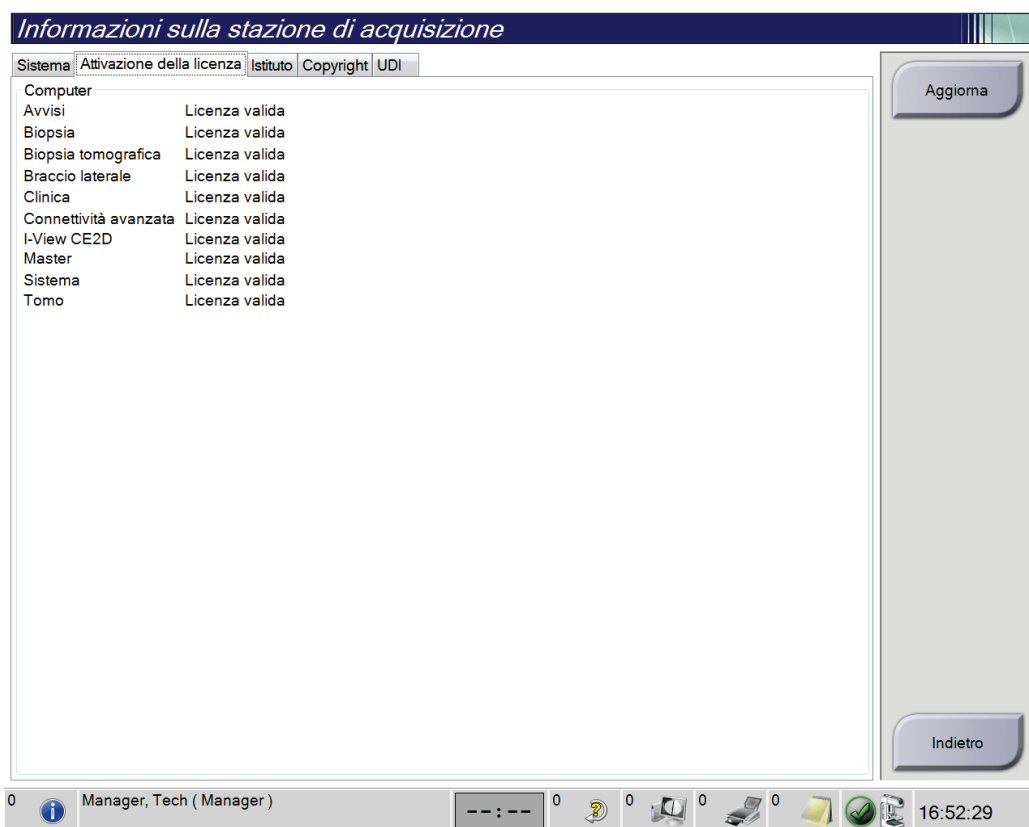 Informazioni sulla stazione di acquisizione
Sistema Attivazione della licenza Istituto Copyright UDI
Aggiorna
Computer
Avvisi Licenza valida
Biopsia Licenza valida
Biopsia tomografica Licenza valida
Braccio laterale Licenza valida
Clinica Licenza valida
Connettività avanzata Licenza valida
I-View CE2D Licenza valida
Master Licenza valida
Sistema Licenza valida
Tomo Licenza valida
Indietro
0 Manager, Tech ( Manager ) --:-- 0 0 0 0 16:52:29